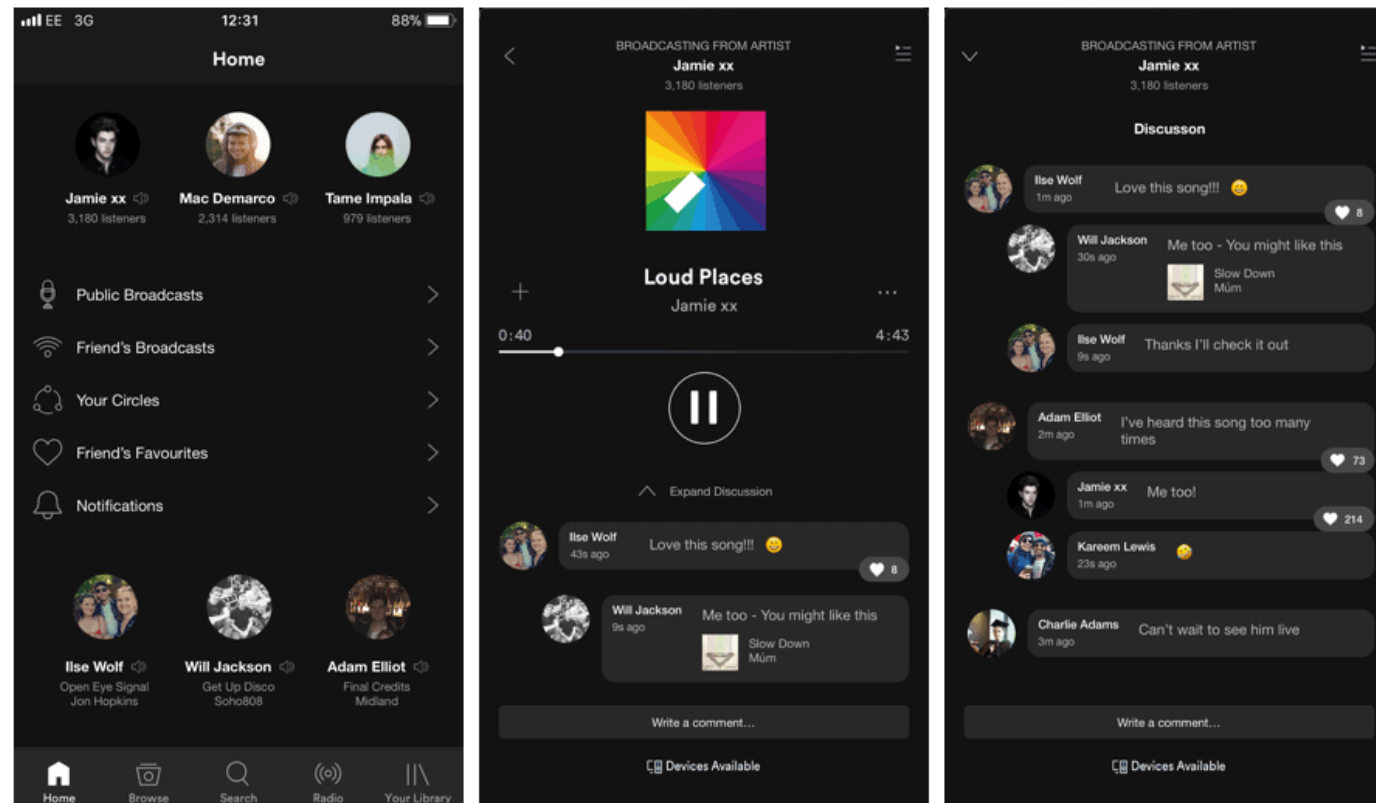 EE 3G 12:31 88%
Home
Jamie xx Mac Demarco Tame Impala
3,180 listeners 2,314 listeners 979 listeners
Public Broadcasts
Friend's Broadcasts
Your Circles
Friend's Favourites
Notifications
Ilse Wolf Will Jackson Adam Elliot
Open Eye Signal Get Up Disco Final Credits
Jon Hopkins Soho808 Midland
Home Browse Search Radio Your Library
BROADCASTING FROM ARTIST
Jamie xx
3,180 listeners
Loud Places
Jamie xx
0:40 4:43
Expand Discussion
Ilse Wolf Love this song!!! 😀
43s ago
8
Will Jackson Me too - You might like this
9s ago
Slow Down
Múm
Write a comment...
Devices Available
BROADCASTING FROM ARTIST
Jamie xx
3,180 listeners
Discusson
Ilse Wolf Love this song!!! 😀
1m ago
8
Will Jackson Me too - You might like this
30s ago
Slow Down
Múm
Ilse Wolf Thanks I'll check it out
9s ago
Adam Elliot I've heard this song too many
2m ago times
73
Jamie xx Me too!
1m ago
214
Kareem Lewis 🤣
23s ago
Charlie Adams Can't wait to see him live
3m ago
Write a comment...
Devices Available